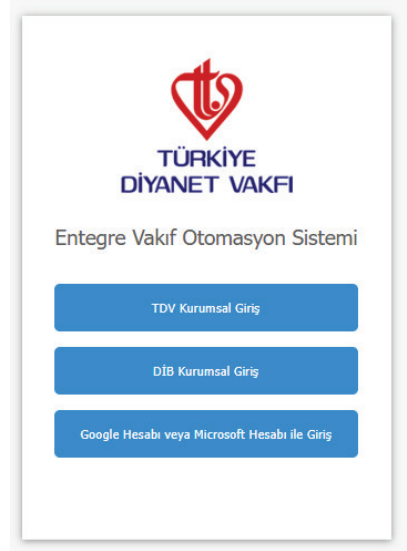 TÜRKİYE
DİYANET VAKFI
Entegre Vakıf Otomasyon Sistemi
TDV Kurumsal Giriş
DİB Kurumsal Giriş
Google Hesabı veya Microsoft Hesabı ile Giriş